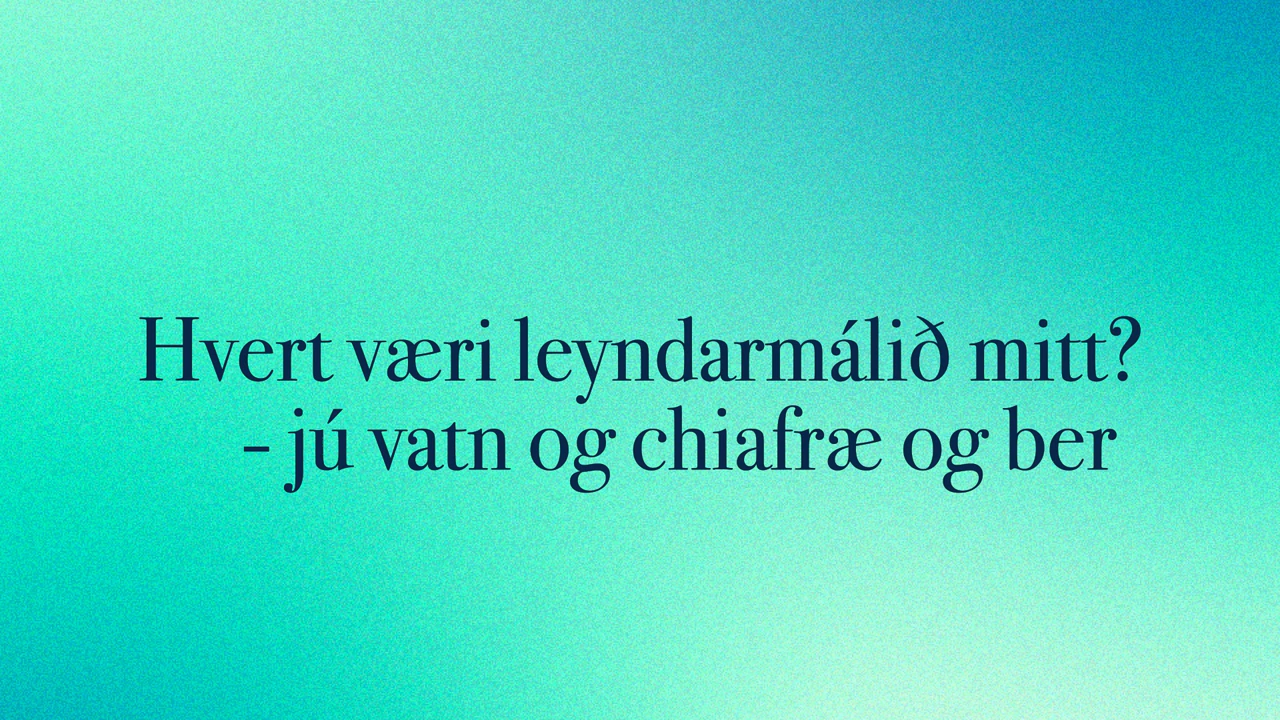 Hvert væri leyndarmálið mitt?
- jú vatn og chiafræ og ber